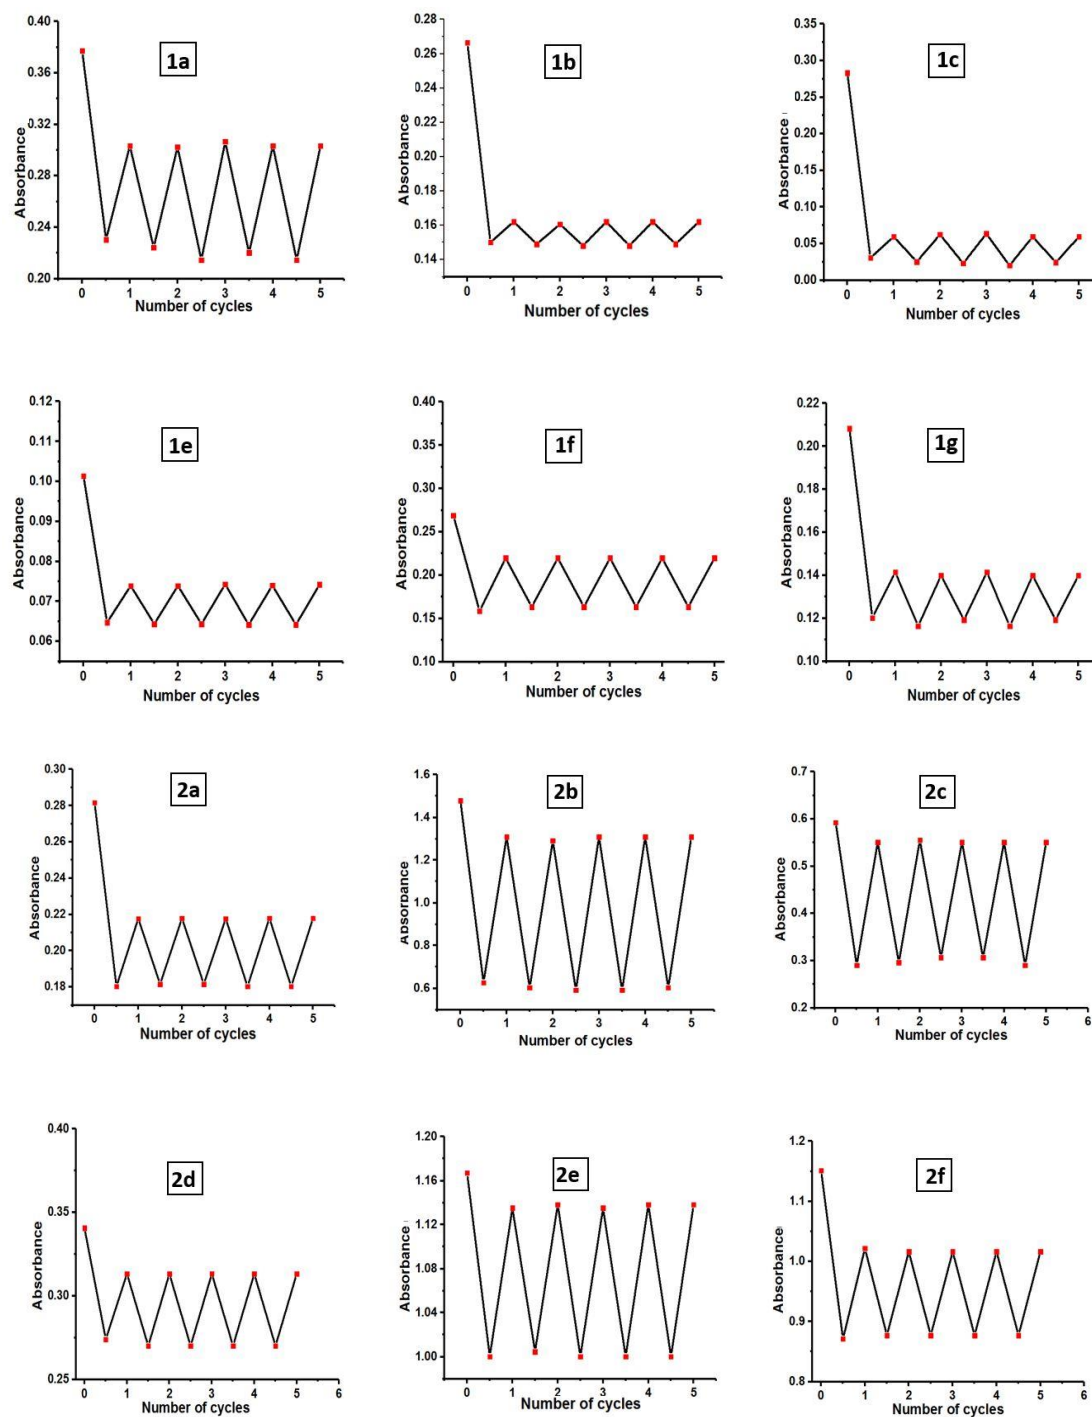 1a
Absorbance
0.40
0.36
0.32
0.28
0.24
0.20
0 1 2 3 4 5
Number of cycles
1b
Absorbance
0.28
0.26
0.24
0.22
0.20
0.18
0.16
0.14
0 1 2 3 4 5
Number of cycles
1c
Absorbance
0.35
0.30
0.25
0.20
0.15
0.10
0.05
0.00
0 1 2 3 4 5
Number of cycles
1e
Absorbance
0.12
0.11
0.10
0.09
0.08
0.07
0.06
0 1 2 3 4 5
Number of cycles
1f
Absorbance
0.40
0.35
0.30
0.25
0.20
0.15
0.10
0 1 2 3 4 5
Number of cycles
1g
Absorbance
0.22
0.20
0.18
0.16
0.14
0.12
0.10
0 1 2 3 4 5
Number of cycles
2a
Absorbance
0.30
0.28
0.26
0.24
0.22
0.20
0.18
0 1 2 3 4 5
Number of cycles
2b
Absorbance
1.6
1.4
1.2
1.0
0.8
0.6
0 1 2 3 4 5
Number of cycles
2c
Absorbance
0.7
0.6
0.5
0.4
0.3
0.2
0 1 2 3 4 5 6
Number of cycles
2d
Absorbance
0.40
0.35
0.30
0.25
0 1 2 3 4 5 6
Number of cycles
2e
Absorbance
1.20
1.16
1.12
1.08
1.04
1.00
0 1 2 3 4 5
Number of cycles
2f
Absorbance
1.2
1.1
1.0
0.9
0.8
0 1 2 3 4 5 6
Number of cycles